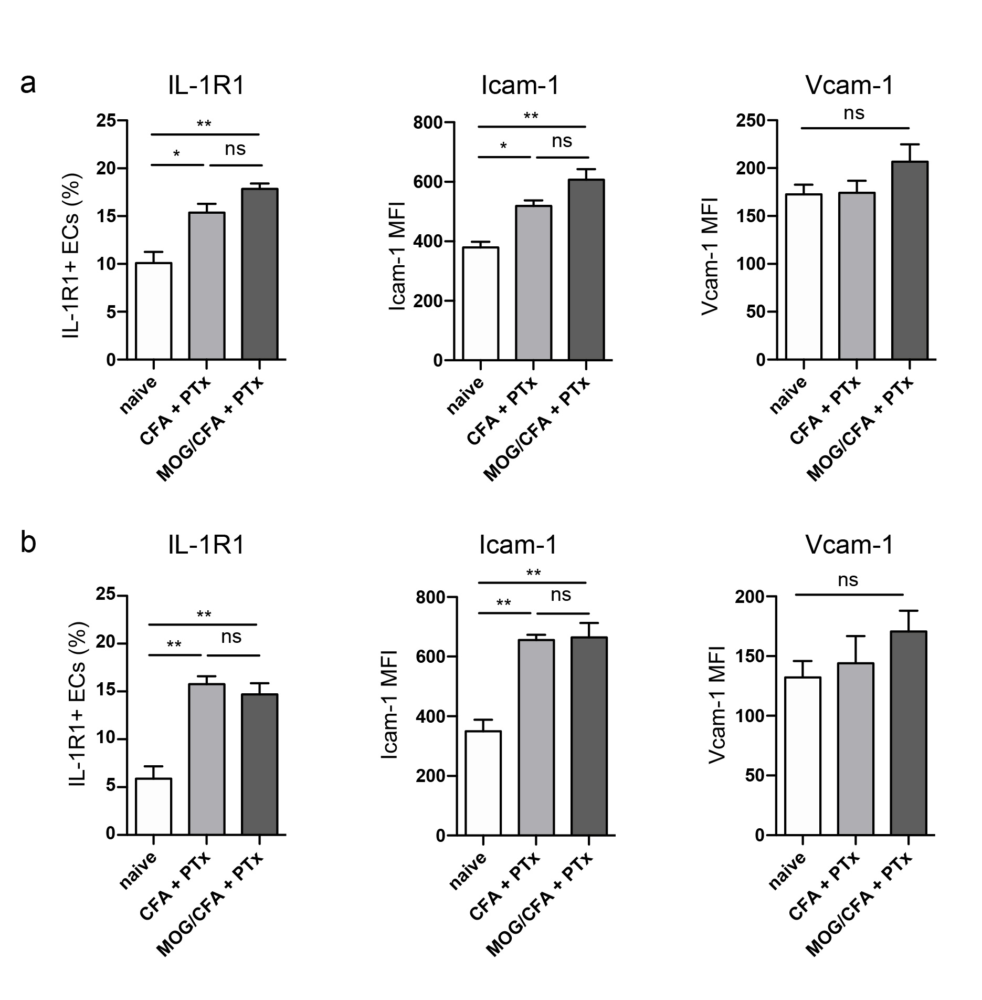 a
IL-1R1
Icam-1
Vcam-1
IL-1R1+ ECs (%)
25
20
15
10
5
0
**
*
ns
naive
CFA + PTx
MOG/CFA + PTx
Icam-1 MFI
800
600
400
200
0
**
*
ns
naive
CFA + PTx
MOG/CFA + PTx
Vcam-1 MFI
250
200
150
100
50
0
ns
naive
CFA + PTx
MOG/CFA + PTx
b
IL-1R1
Icam-1
Vcam-1
IL-1R1+ ECs (%)
25
20
15
10
5
0
**
**
ns
naive
CFA + PTx
MOG/CFA + PTx
Icam-1 MFI
800
600
400
200
0
**
**
ns
naive
CFA + PTx
MOG/CFA + PTx
Vcam-1 MFI
200
150
100
50
0
ns
naive
CFA + PTx
MOG/CFA + PTx